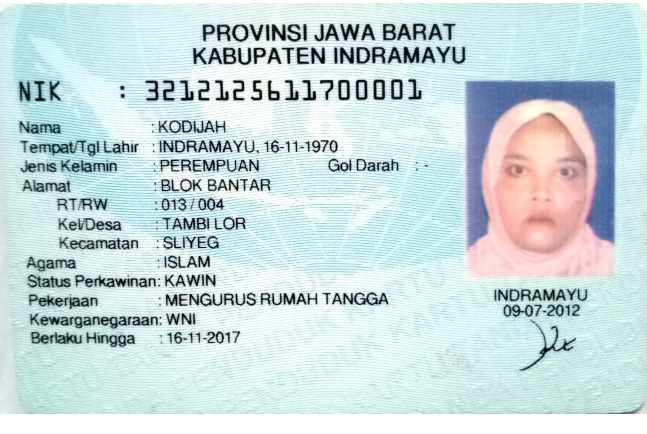 PROVINSI JAWA BARAT
KABUPATEN INDRAMAYU
NIK : 3212125611700001
Nama : KODIJAH
Tempat/Tgl Lahir : INDRAMAYU, 16-11-1970
Jenis Kelamin : PEREMPUAN Gol Darah : -
Alamat : BLOK BANTAR
RT/RW : 013 / 004
Kel/Desa : TAMBI LOR
Kecamatan : SLIYEG
Agama : ISLAM
Status Perkawinan: KAWIN
Pekerjaan : MENGURUS RUMAH TANGGA
Kewarganegaraan: WNI
Berlaku Hingga : 16-11-2017
INDRAMAYU
09-07-2012